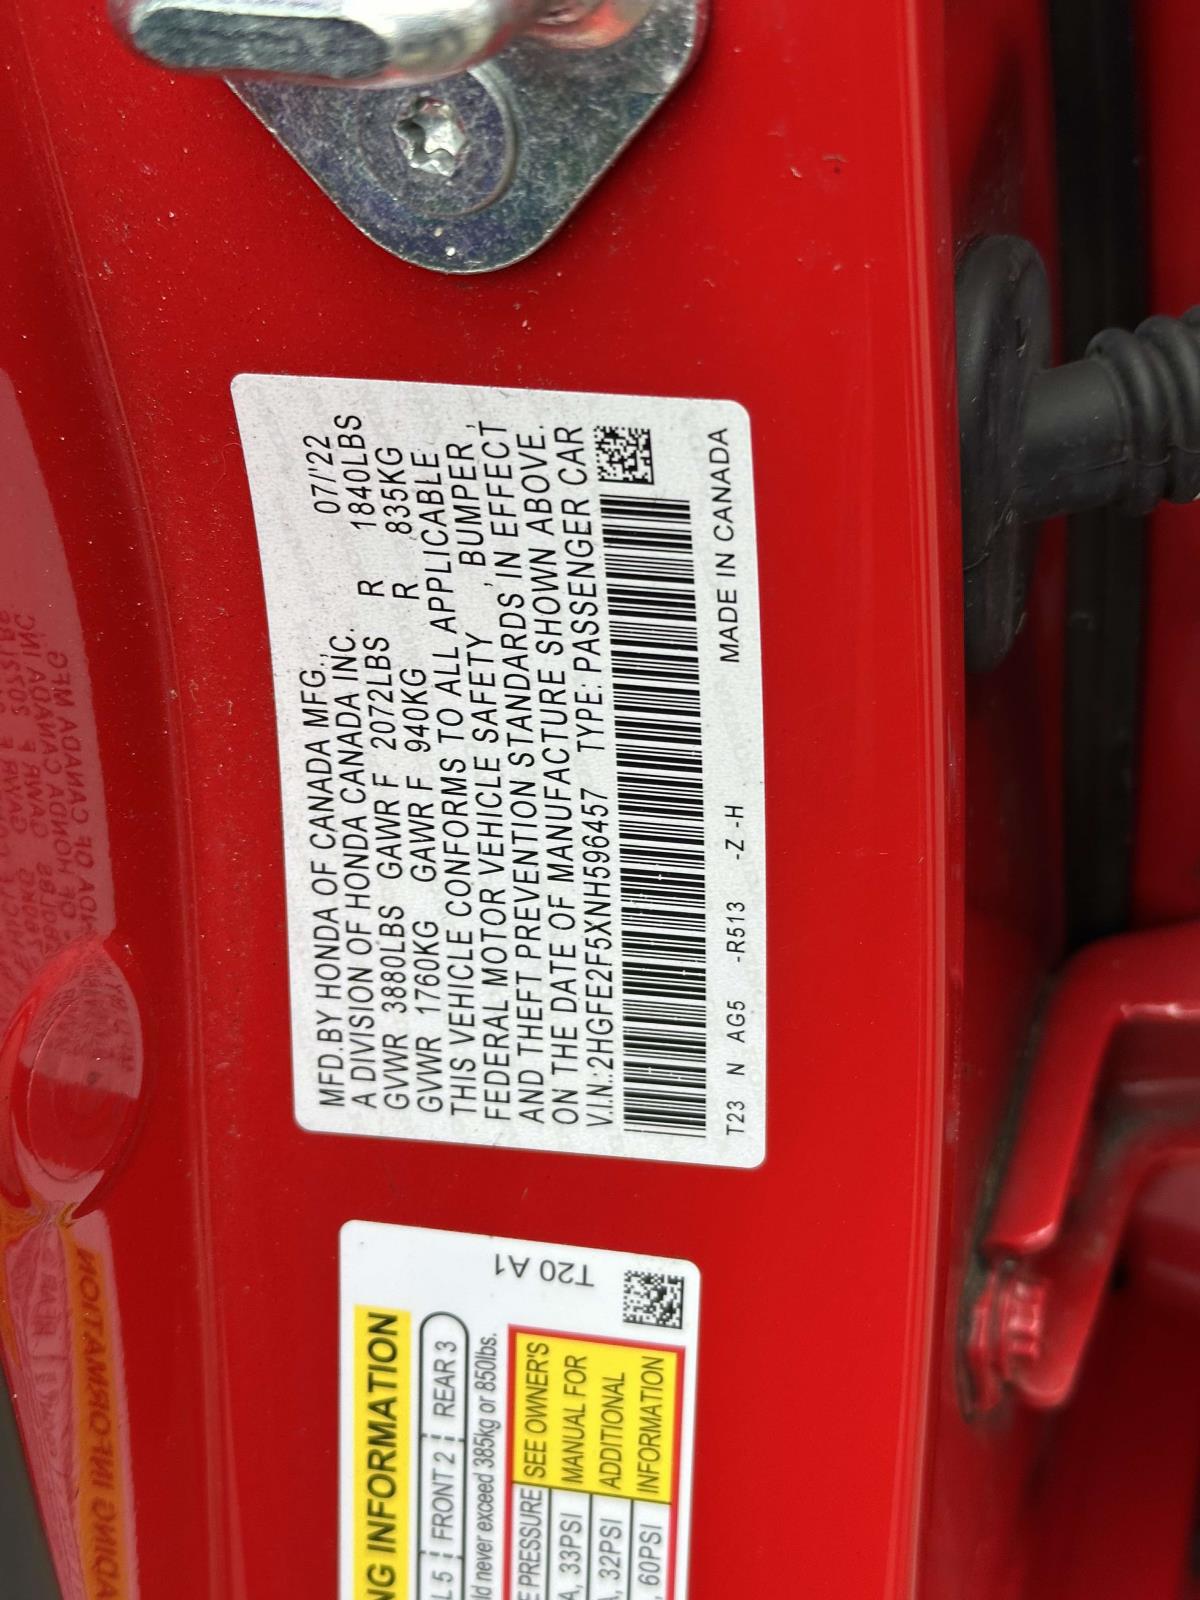 MFD.BY HONDA OF CANADA MFG., 07/'22
A DIVISION OF HONDA CANADA INC.
GVWR 3880LBS GAWR F 2072LBS R 1840LBS
GVWR 1760KG GAWR F 940KG R 835KG
THIS VEHICLE CONFORMS TO ALL APPLICABLE
FEDERAL MOTOR VEHICLE SAFETY , BUMPER ,
AND THEFT PREVENTION STANDARDS IN EFFECT
ON THE DATE OF MANUFACTURE SHOWN ABOVE.
V.I.N.:2HGFE2F5XNH596457 TYPE: PASSENGER CAR
T23 N AG5 -R513 -Z -H MADE IN CANADA
T20 A1
NG INFORMATION
L 5 FRONT 2 REAR 3
ld never exceed 385kg or 850lbs.
E PRESSURE SEE OWNER'S
A, 33PSI MANUAL FOR
A, 32PSI ADDITIONAL
, 60PSI INFORMATION